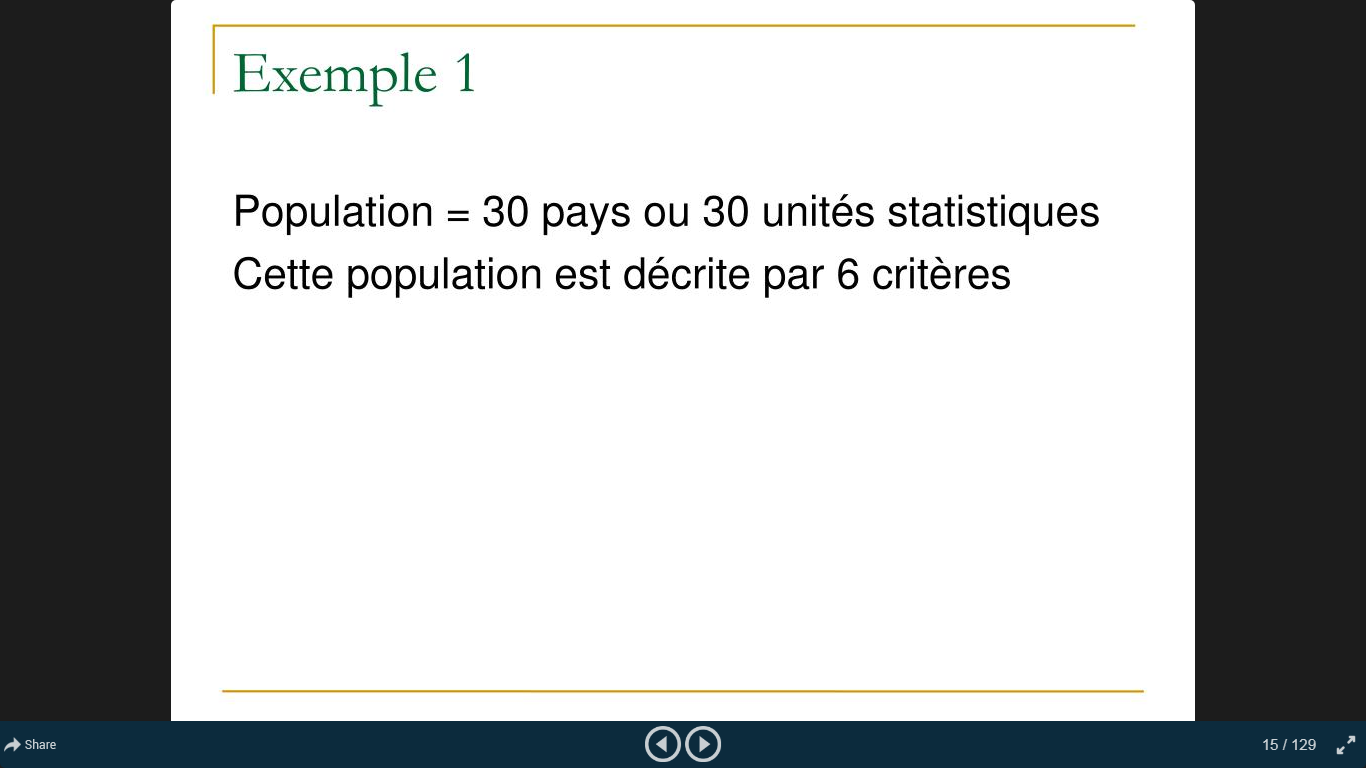 Exemple 1
Population = 30 pays ou 30 unités statistiques
Cette population est décrite par 6 critères
Share
15 / 129